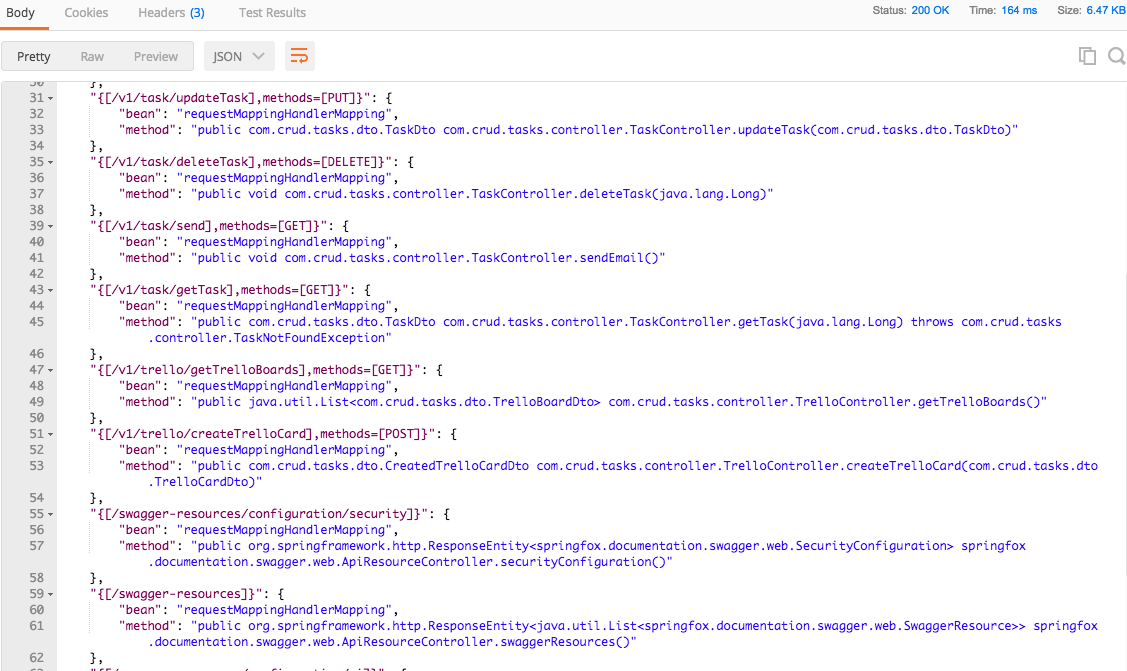 Body Cookies Headers (3) Test Results Status: 200 OK Time: 164 ms Size: 6.47 KB
Pretty Raw Preview JSON
30 },
31 "{[/v1/task/updateTask],methods=[PUT]}": {
32 "bean": "requestMappingHandlerMapping",
33 "method": "public com.crud.tasks.dto.TaskDto com.crud.tasks.controller.TaskController.updateTask(com.crud.tasks.dto.TaskDto)"
34 },
35 "{[/v1/task/deleteTask],methods=[DELETE]}": {
36 "bean": "requestMappingHandlerMapping",
37 "method": "public void com.crud.tasks.controller.TaskController.deleteTask(java.lang.Long)"
38 },
39 "{[/v1/task/send],methods=[GET]}": {
40 "bean": "requestMappingHandlerMapping",
41 "method": "public void com.crud.tasks.controller.TaskController.sendEmail()"
42 },
43 "{[/v1/task/getTask],methods=[GET]}": {
44 "bean": "requestMappingHandlerMapping",
45 "method": "public com.crud.tasks.dto.TaskDto com.crud.tasks.controller.TaskController.getTask(java.lang.Long) throws com.crud.tasks
.controller.TaskNotFoundException"
46 },
47 "{[/v1/trello/getTrelloBoards],methods=[GET]}": {
48 "bean": "requestMappingHandlerMapping",
49 "method": "public java.util.List<com.crud.tasks.dto.TrelloBoardDto> com.crud.tasks.controller.TrelloController.getTrelloBoards()"
50 },
51 "{[/v1/trello/createTrelloCard],methods=[POST]}": {
52 "bean": "requestMappingHandlerMapping",
53 "method": "public com.crud.tasks.dto.CreatedTrelloCardDto com.crud.tasks.controller.TrelloController.createTrelloCard(com.crud.tasks.dto
.TrelloCardDto)"
54 },
55 "{[/swagger-resources/configuration/security]}": {
56 "bean": "requestMappingHandlerMapping",
57 "method": "public org.springframework.http.ResponseEntity<springfox.documentation.swagger.web.SecurityConfiguration> springfox
.documentation.swagger.web.ApiResourceController.securityConfiguration()"
58 },
59 "{[/swagger-resources]}": {
60 "bean": "requestMappingHandlerMapping",
61 "method": "public org.springframework.http.ResponseEntity<java.util.List<springfox.documentation.swagger.web.SwaggerResource>> springfox
.documentation.swagger.web.ApiResourceController.swaggerResources()"
62 },